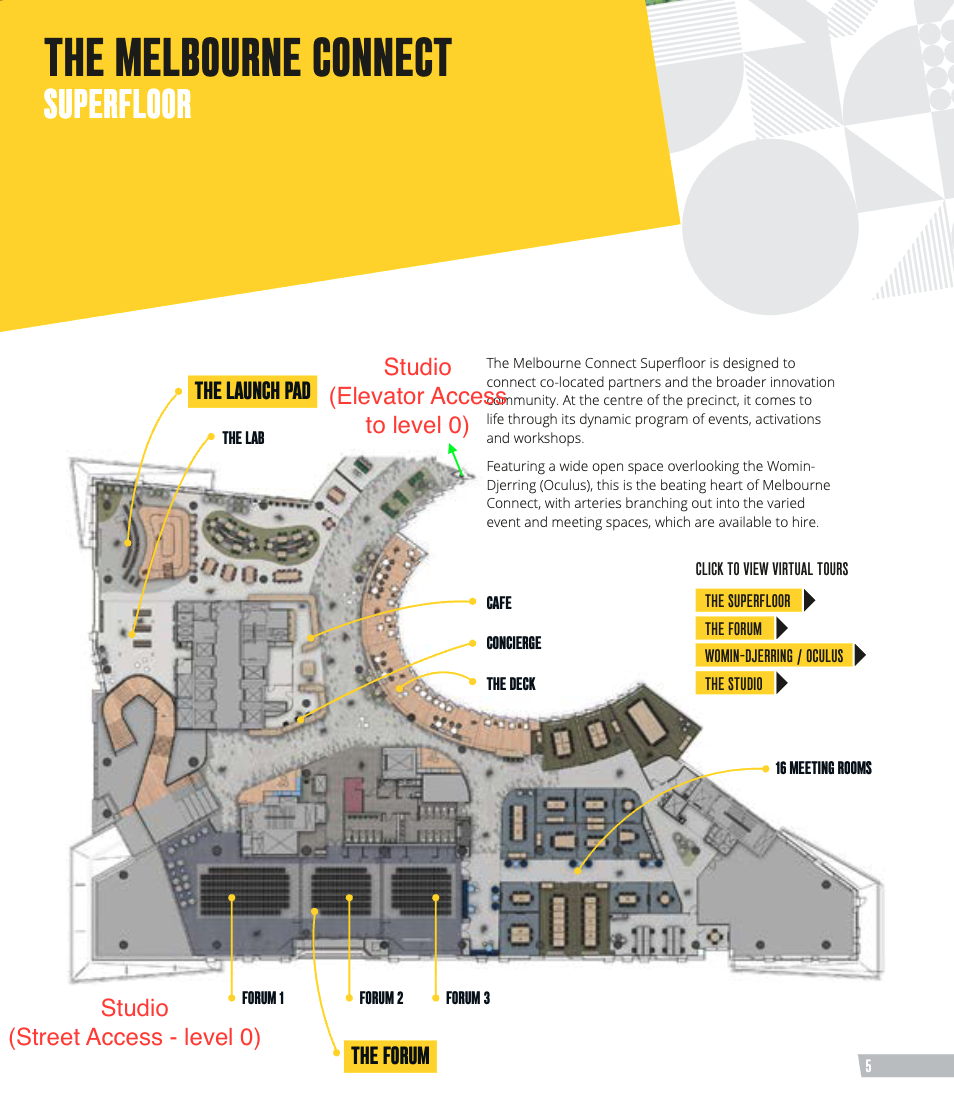 THE MELBOURNE CONNECT
SUPERFLOOR
Studio
(Elevator Access
to level 0)
The Melbourne Connect Superfloor is designed to
connect co-located partners and the broader innovation
community. At the centre of the precinct, it comes to
life through its dynamic program of events, activations
and workshops.
Featuring a wide open space overlooking the Womin-
Djerring (Oculus), this is the beating heart of Melbourne
Connect, with arteries branching out into the varied
event and meeting spaces, which are available to hire.
THE LAUNCH PAD
THE LAB
CLICK TO VIEW VIRTUAL TOURS
THE SUPERFLOOR
THE FORUM
WOMIN-DJERRING / OCULUS
THE STUDIO
CAFE
CONCIERGE
THE DECK
16 MEETING ROOMS
FORUM 1
FORUM 2
FORUM 3
Studio
(Street Access - level 0)
THE FORUM
5